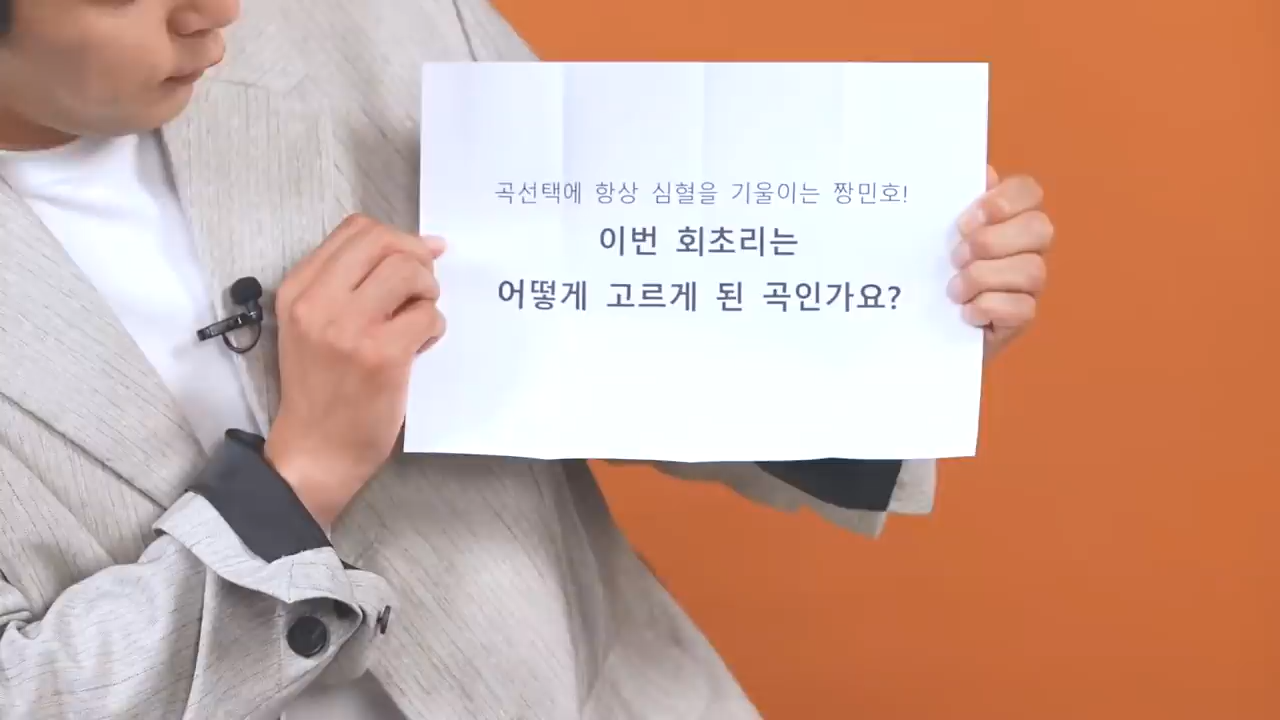 곡선택에 항상 심혈을 기울이는 짱민호!
이번 회초리는
어떻게 고르게 된 곡인가요?